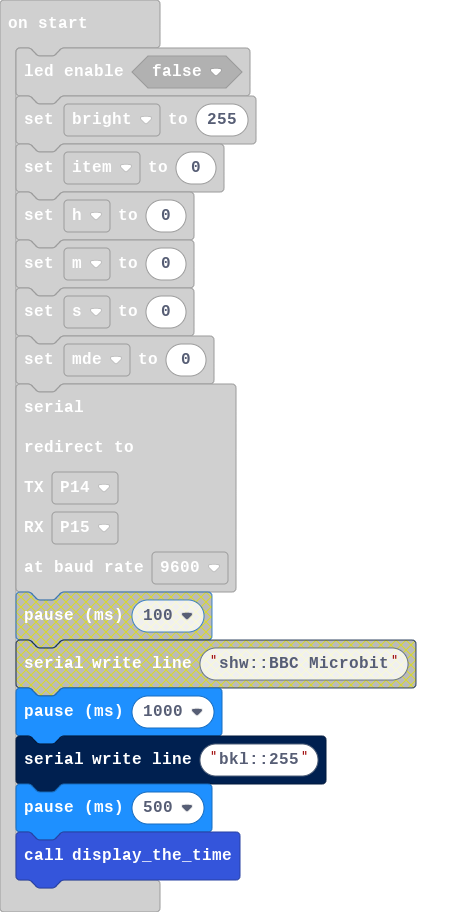 on start
led enable false
set bright to 255
set item to 0
set h to 0
set m to 0
set s to 0
set mde to 0
serial
redirect to
TX P14
RX P15
at baud rate 9600
pause (ms) 100
serial write line "shw::BBC Microbit"
pause (ms) 1000
serial write line "bkl::255"
pause (ms) 500
call display_the_time